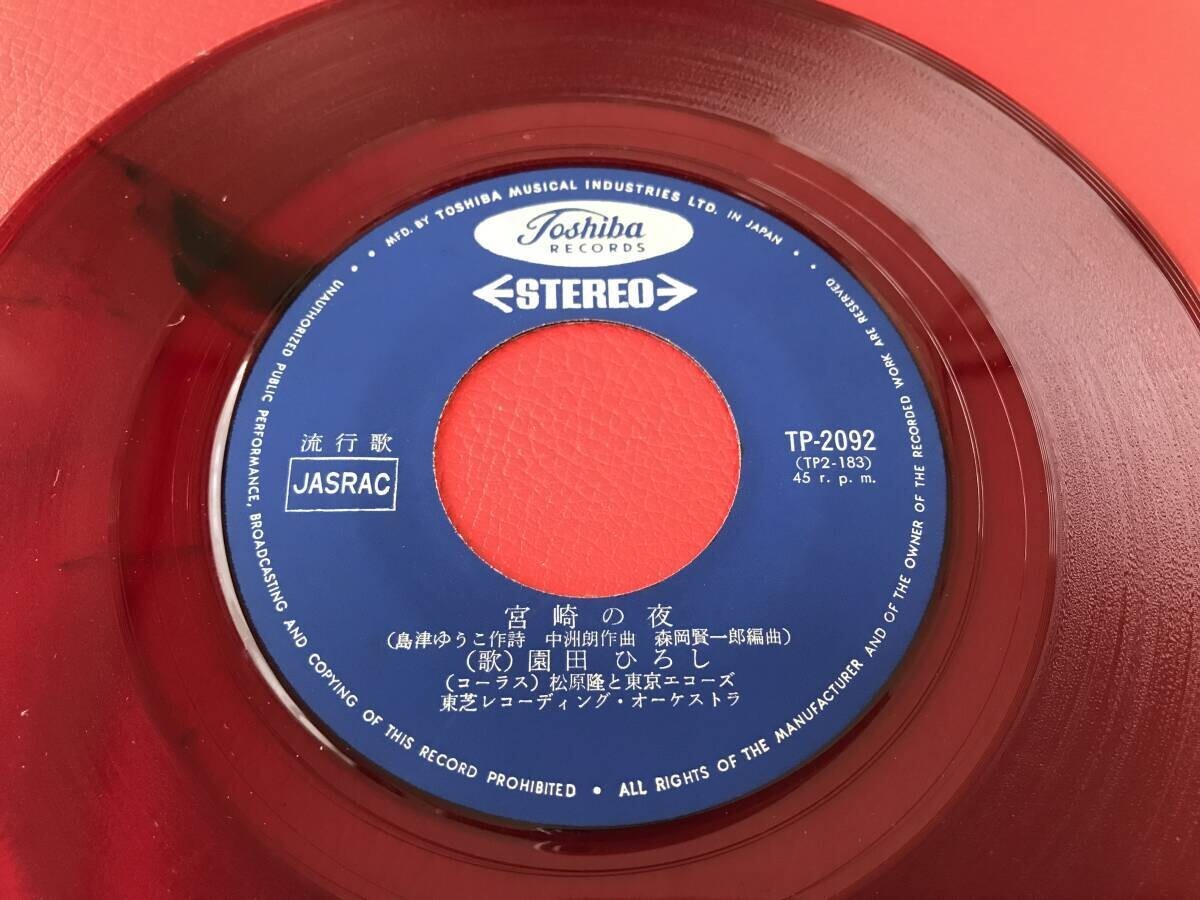 MFD. BY TOSHIBA MUSICAL INDUSTRIES LTD. IN JAPAN
Toshiba
RECORDS
STEREO
流行歌
JASRAC
TP-2092
(TP2-183)
45 r. p. m.
宮崎の夜
(島津ゆうこ作詩 中洲朗作曲 森岡賢一郎編曲)
(歌) 園田 ひろし
(コーラス) 松原隆と東京エコーズ
東芝レコーディング・オーケストラ
UNAUTHORIZED PUBLIC PERFORMANCE, BROADCASTING AND COPYING OF THIS RECORD PROHIBITED • ALL RIGHTS OF THE MANUFACTURER AND OF THE OWNER OF THE RECORDED WORK ARE RESERVED